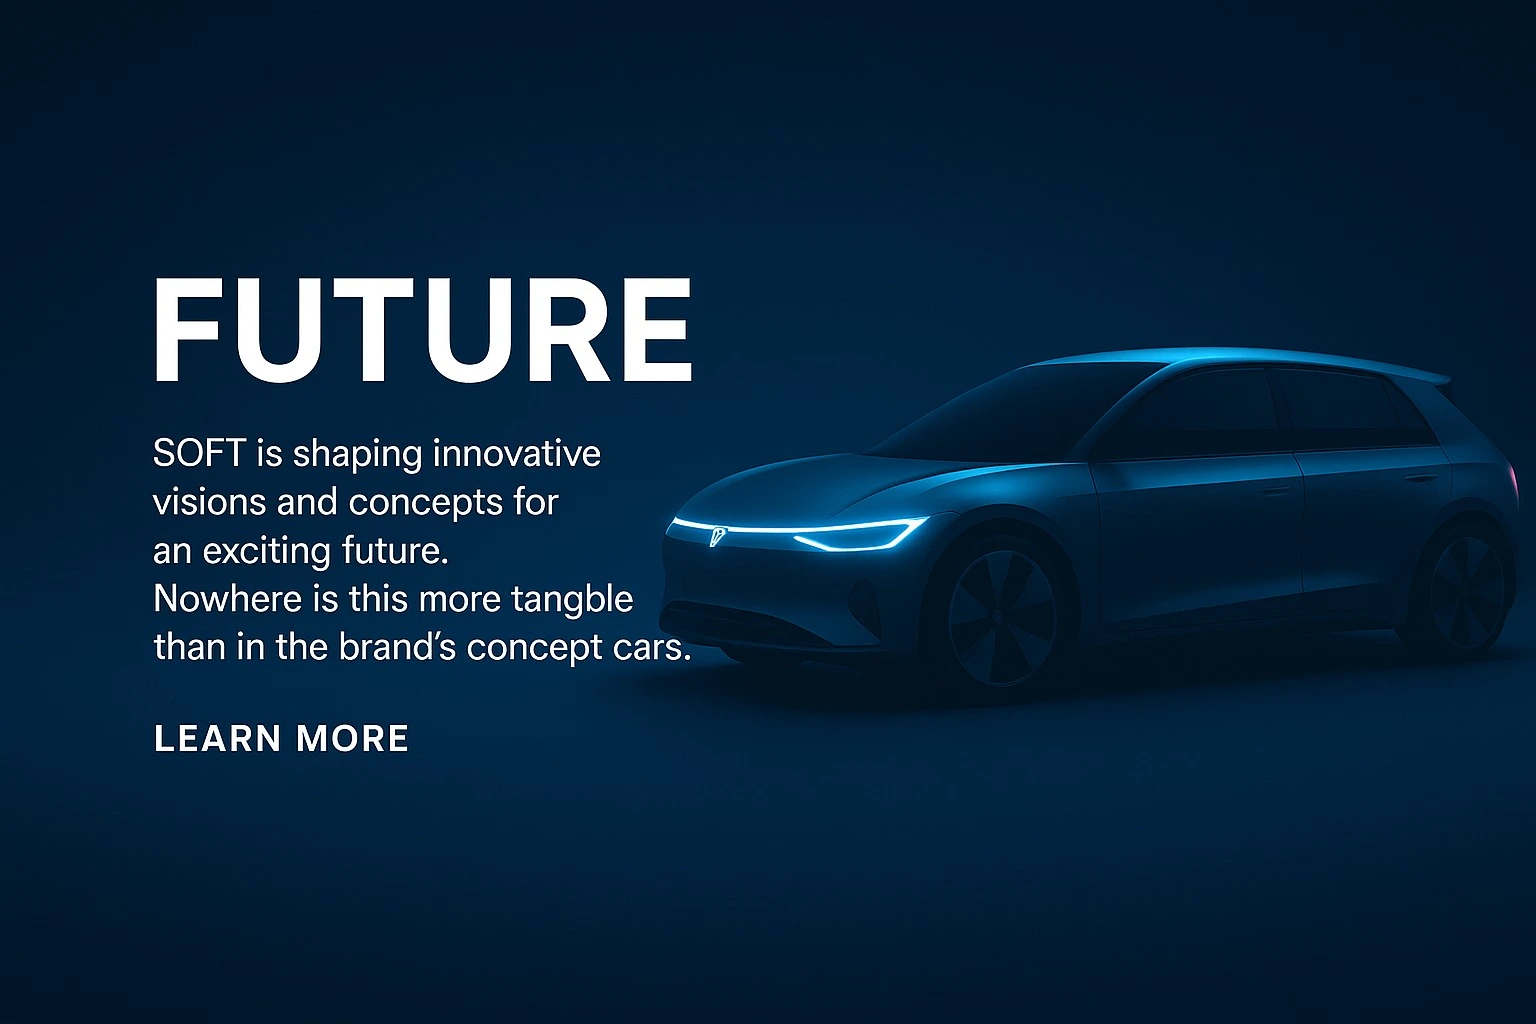 FUTURE
SOFT is shaping innovative
visions and concepts for
an exciting future.
Nowhere is this more tangble
than in the brand’s concept cars.
LEARN MORE